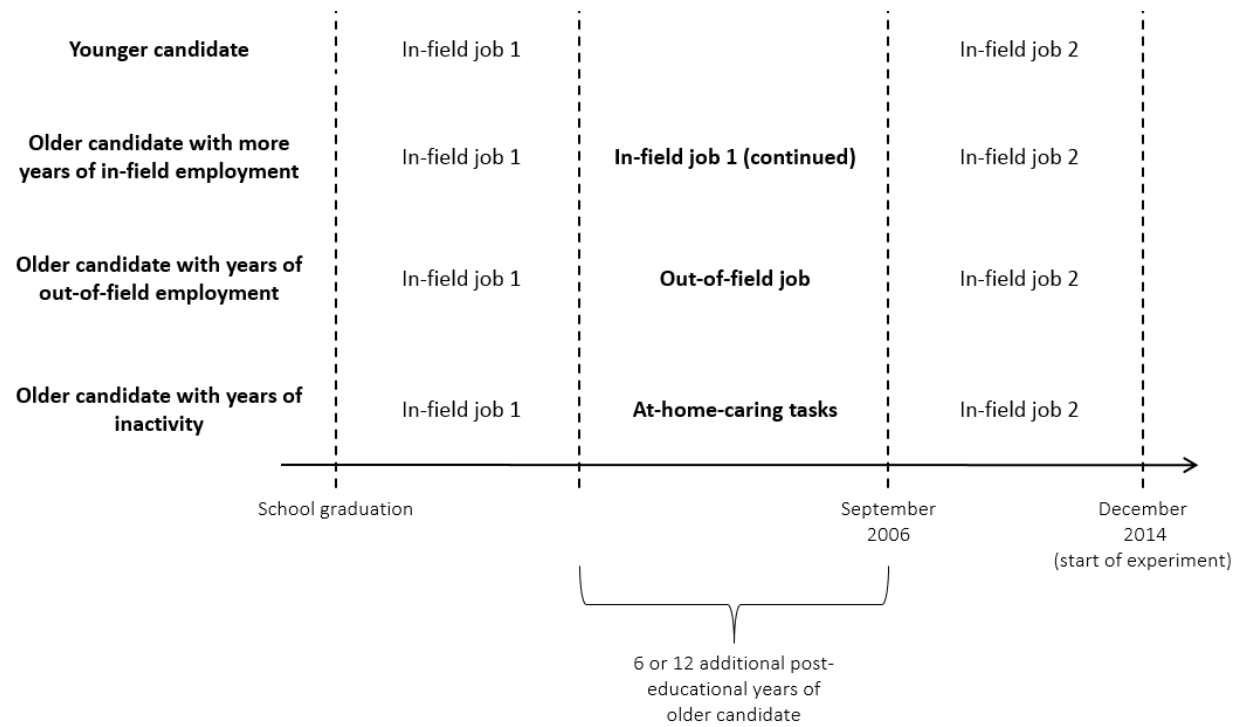 Younger candidate
In-field job 1
In-field job 2
Older candidate with more
years of in-field employment
In-field job 1
In-field job 1 (continued)
In-field job 2
Older candidate with years of
out-of-field employment
In-field job 1
Out-of-field job
In-field job 2
Older candidate with years of
inactivity
In-field job 1
At-home-caring tasks
In-field job 2
School graduation
September
2006
December
2014
(start of experiment)
6 or 12 additional post-
educational years of
older candidate